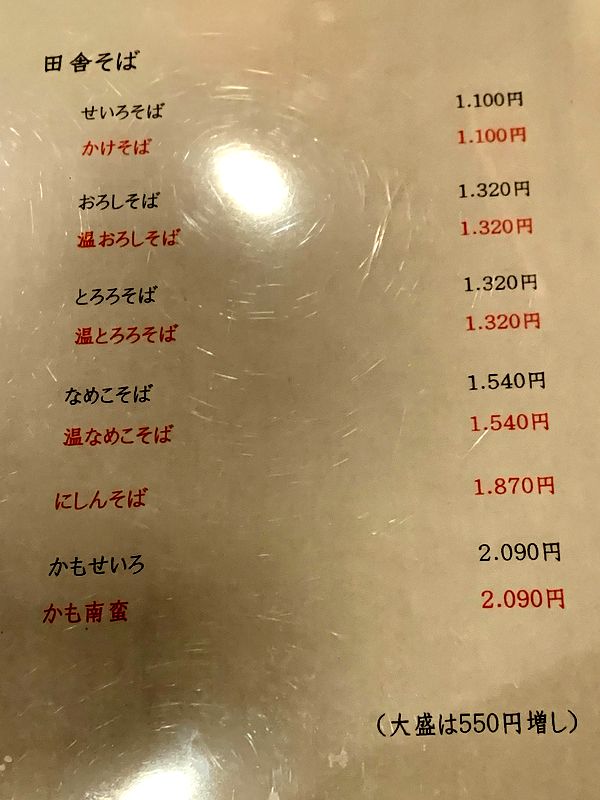 田舎そば
せいろそば 1.100円
かけそば 1.100円
おろしそば 1.320円
温おろしそば 1.320円
とろろそば 1.320円
温とろろそば 1.320円
なめこそば 1.540円
温なめこそば 1.540円
にしんそば 1.870円
かもせいろ 2.090円
かも南蛮 2.090円
（大盛は550円増し）